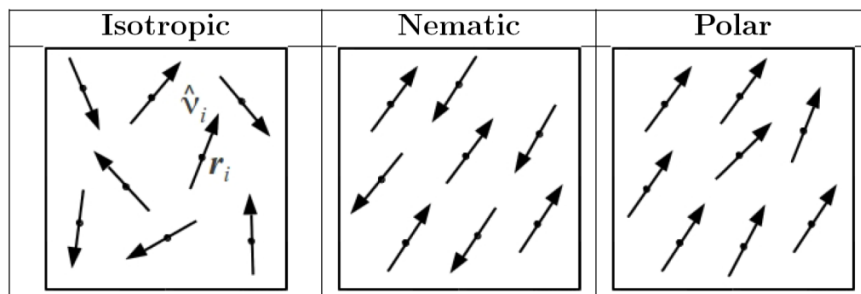 Isotropic Nematic Polar
ν̂ᵢ
rᵢ